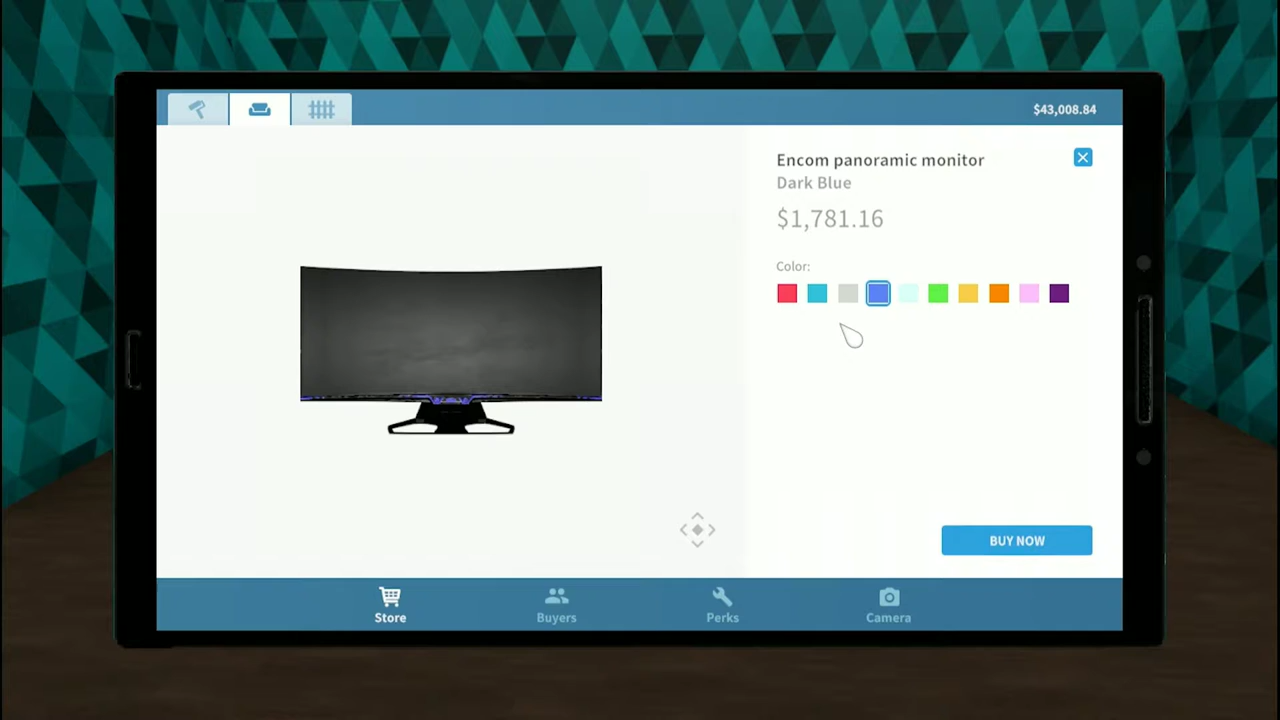 $43,008.84
Encom panoramic monitor
Dark Blue
$1,781.16
Color:
BUY NOW
Store
Buyers
Perks
Camera